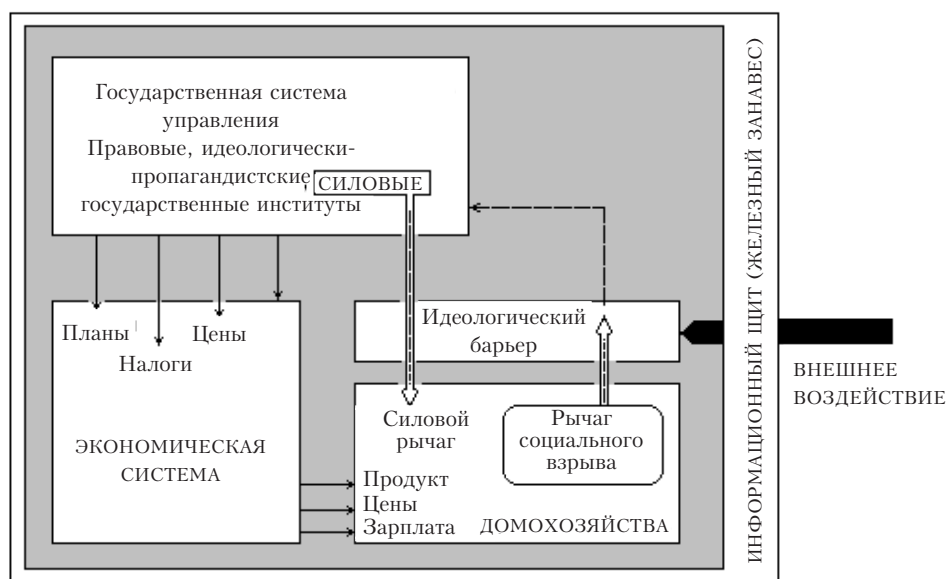 Государственная система
управления
Правовые, идеологически-
пропагандистские, СИЛОВЫЕ
государственные институты
Планы
Цены
Налоги
ЭКОНОМИЧЕСКАЯ
СИСТЕМА
Идеологический
барьер
Силовой
рычаг
Рычаг
социального
взрыва
Продукт
Цены
Зарплата
ДОМОХОЗЯЙСТВА
ИНФОРМАЦИОННЫЙ ЩИТ (ЖЕЛЕЗНЫЙ ЗАНАВЕС)
ВНЕШНЕЕ
ВОЗДЕЙСТВИЕ